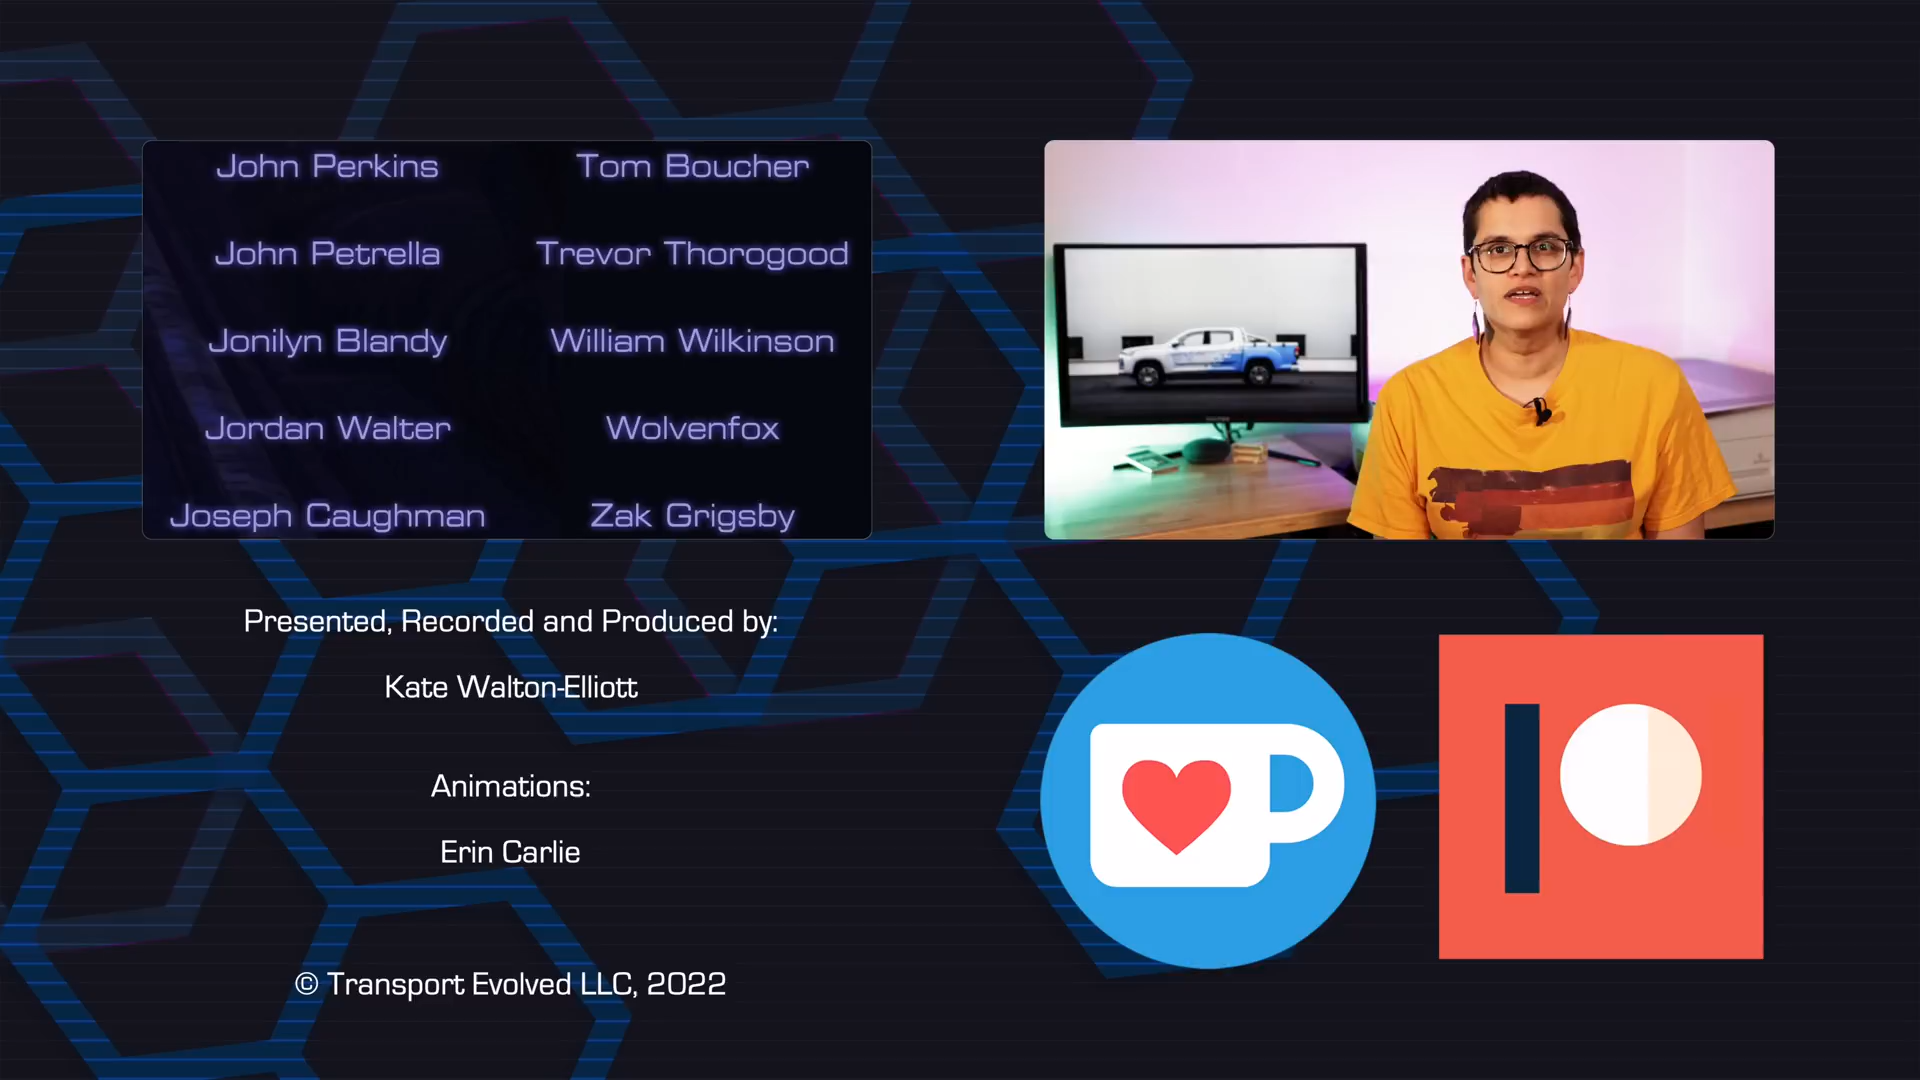 John Perkins
Tom Boucher
John Petrella
Trevor Thorogood
Jonilyn Blandy
William Wilkinson
Jordan Walter
Wolvenfox
Joseph Caughman
Zak Grigsby
Presented, Recorded and Produced by:
Kate Walton-Elliott
Animations:
Erin Carlie
© Transport Evolved LLC, 2022